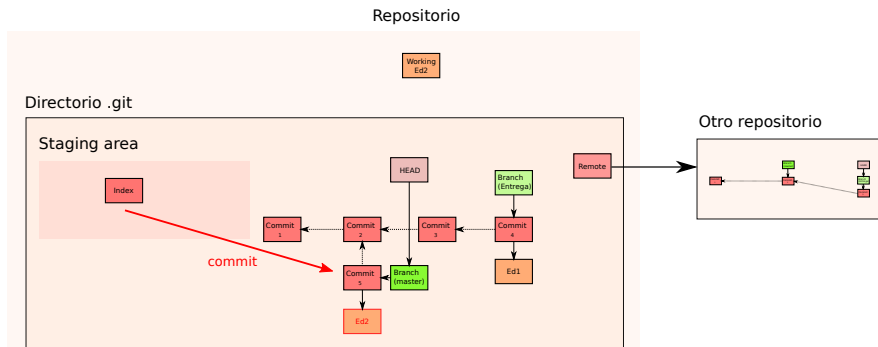 Repositorio
Working
Ed2
Directorio .git
Otro repositorio
Staging area
Remote
HEAD
Branch
(Entrega)
Index
Commit
1
Commit
2
Commit
3
Commit
4
commit
Commit
5
Branch
(master)
Ed1
Ed2